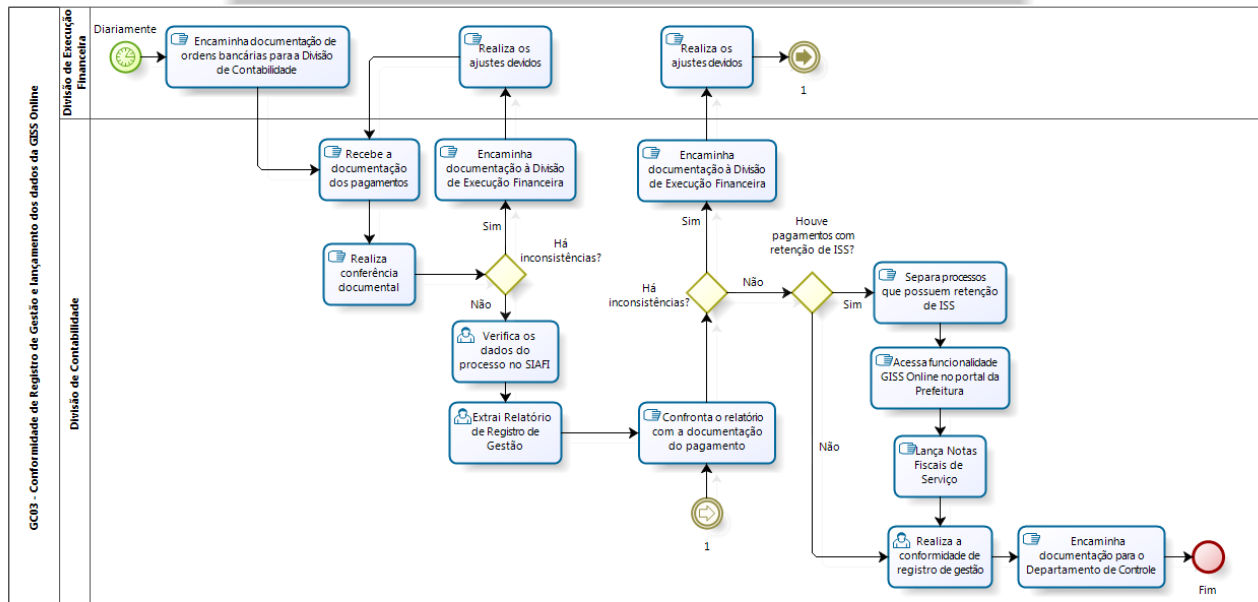 GC03 - Conformidade de Registro de Gestão e lançamento dos dados da GISS Online
Divisão de Execução
Financeira
Diariamente
Encaminha documentação de
ordens bancárias para a Divisão
de Contabilidade
Realiza os
ajustes devidos
Realiza os
ajustes devidos
1
Divisão de Contabilidade
Recebe a
documentação
dos pagamentos
Encaminha
documentação à Divisão
de Execução Financeira
Encaminha
documentação à Divisão
de Execução Financeira
Sim
Sim
Houve
pagamentos com
retenção de ISS?
Realiza
conferência
documental
Há
inconsistências?
Não
Há
inconsistências?
Não
Sim
Separa processos
que possuem retenção
de ISS
Verifica os
dados do
processo no SIAFI
Acessa funcionalidade
GISS Online no portal da
Prefeitura
Extrai Relatório
de Registro de
Gestão
Confronta o relatório
com a documentação
do pagamento
Não
Lança Notas
Fiscais de
Serviço
1
Realiza a
conformidade de
registro de gestão
Encaminha
documentação para o
Departamento de Controle
Fim